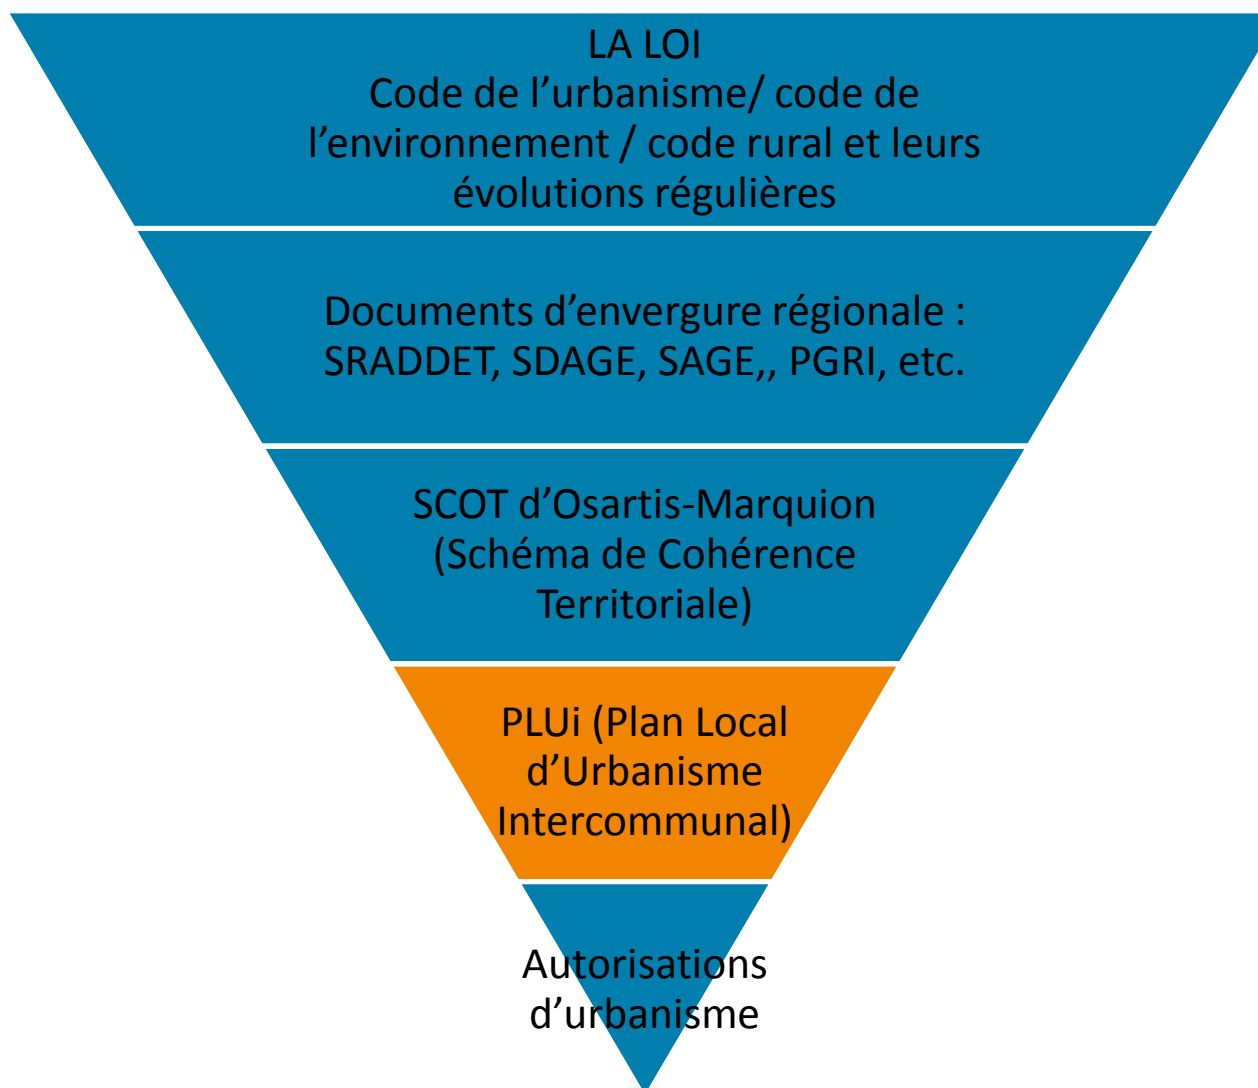 LA LOI
Code de l’urbanisme/ code de
l’environnement / code rural et leurs
évolutions régulières
Documents d’envergure régionale :
SRADDET, SDAGE, SAGE,, PGRI, etc.
SCOT d’Osartis-Marquion
(Schéma de Cohérence
Territoriale)
PLUi (Plan Local
d’Urbanisme
Intercommunal)
Autorisations
d’urbanisme